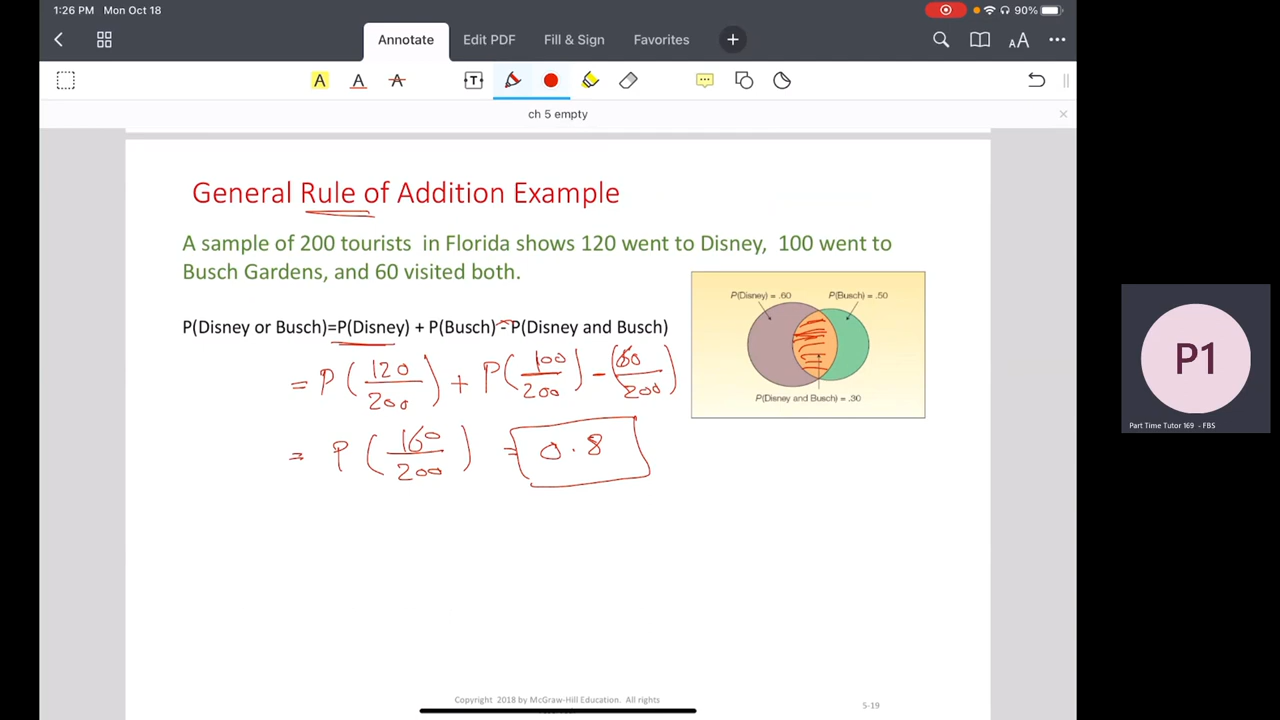 1:26 PM Mon Oct 18
90%
Annotate Edit PDF Fill & Sign Favorites
AA
A A A T
ch 5 empty
General Rule of Addition Example
A sample of 200 tourists in Florida shows 120 went to Disney, 100 went to
Busch Gardens, and 60 visited both.
P(Disney) = .60 P(Busch) = .50
P(Disney or Busch)=P(Disney) + P(Busch) - P(Disney and Busch)
= P(120/200) + P(100/200) - (60/200)
P(Disney and Busch) = .30
= P(160/200) = 0.8
P1
Part Time Tutor 169 - FBS
Copyright 2018 by McGraw-Hill Education. All rights
5-19